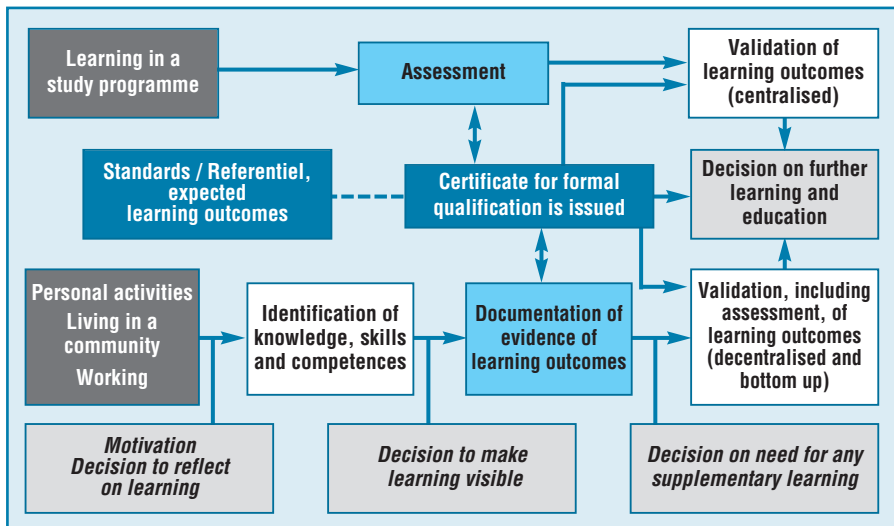 Learning in a
study programme
Assessment
Validation of
learning outcomes
(centralised)
Standards / Referentiel,
expected
learning outcomes
Certificate for formal
qualification is issued
Decision on further
learning and
education
Personal activities
Living in a
community
Working
Identification of
knowledge, skills
and competences
Documentation of
evidence of
learning outcomes
Validation, including
assessment, of
learning outcomes
(decentralised and
bottom up)
Motivation
Decision to reflect
on learning
Decision to make
learning visible
Decision on need for any
supplementary learning